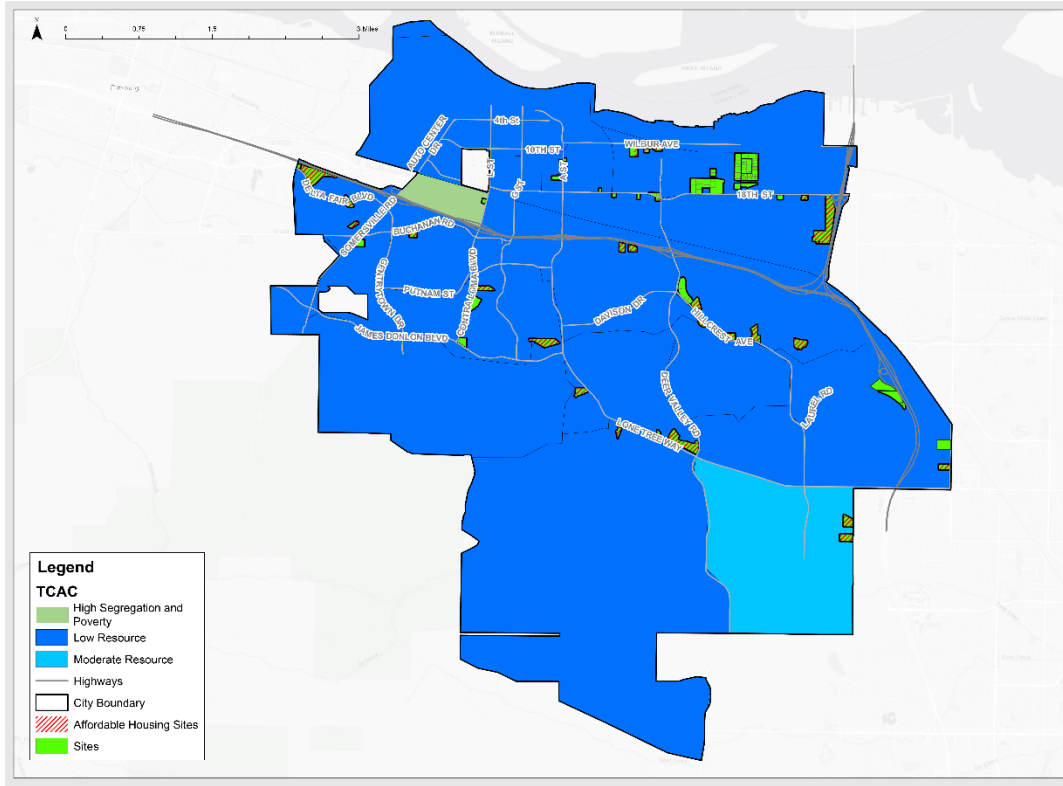 N
0 0.75 1.5 3 Miles
4th St
AUTO CENTER DR
10TH ST
WILBUR AVE
L ST
A ST
G ST
18TH ST
DELTA FAIR BLVD
SOMERSVILLE RD
BUCHANAN RD
GENTRYTOWN DR
CONTRA LOMA BLVD
PUTNAM ST
DAVISON DR
HILLCREST AVE
JAMES DONLON BLVD
DEER VALLEY RD
LAUREL RD
LONE TREE WAY
Legend
TCAC
High Segregation and
Poverty
Low Resource
Moderate Resource
Highways
City Boundary
Affordable Housing Sites
Sites